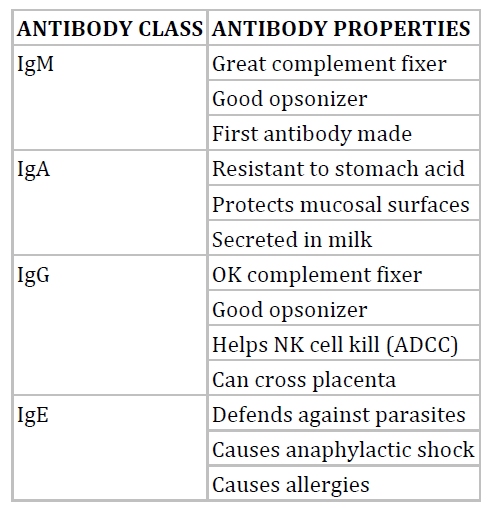 ANTIBODY CLASS ANTIBODY PROPERTIES
IgM Great complement fixer
Good opsonizer
First antibody made
IgA Resistant to stomach acid
Protects mucosal surfaces
Secreted in milk
IgG OK complement fixer
Good opsonizer
Helps NK cell kill (ADCC)
Can cross placenta
IgE Defends against parasites
Causes anaphylactic shock
Causes allergies